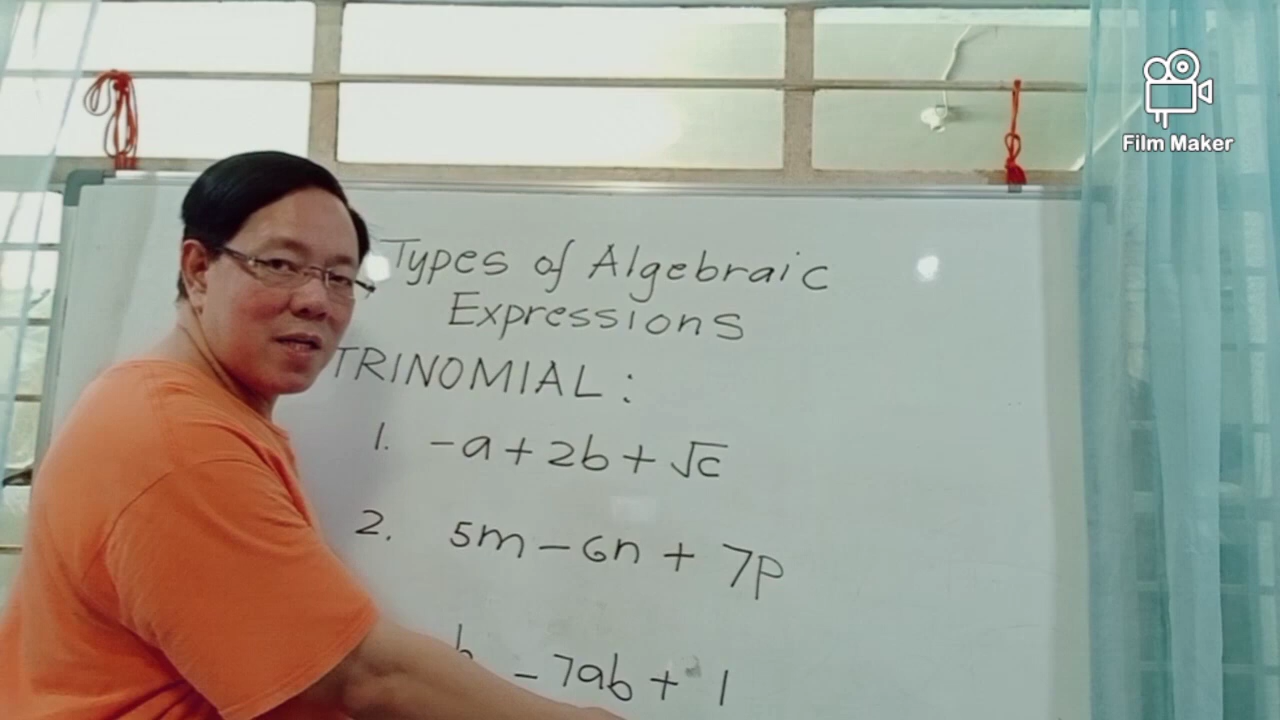 Film Maker
Types of Algebraic
Expressions
TRINOMIAL:
1. -a + 2b + √c
2. 5m - 6n + 7p
- 7ab + 1